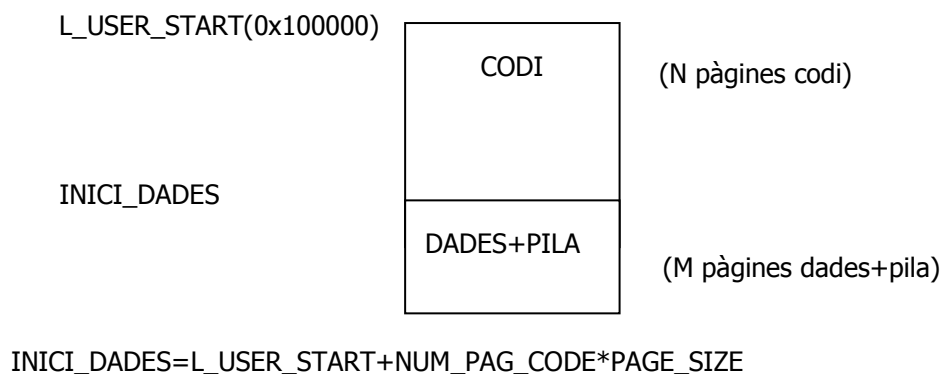 L_USER_START(0x100000)
CODI
(N pàgines codi)
INICI_DADES
DADES+PILA
(M pàgines dades+pila)
INICI_DADES=L_USER_START+NUM_PAG_CODE*PAGE_SIZE